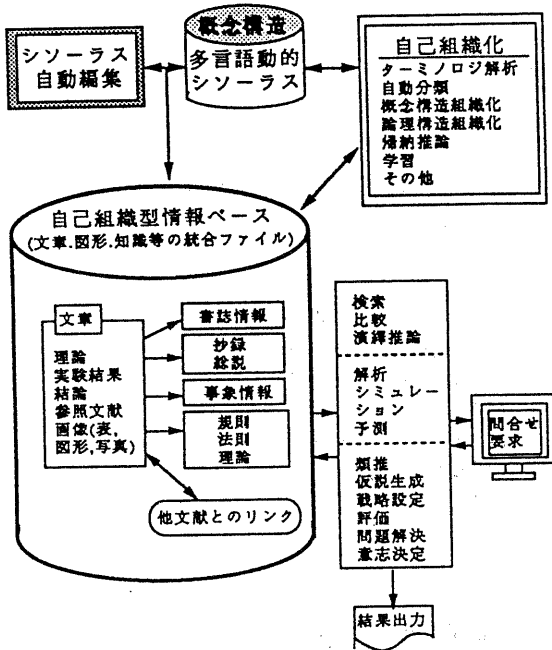 シソーラス
自動編集
概念構造
多言語動的
シソーラス
自己組織化
ターミノロジ解析
自動分類
概念構造組織化
論理構造組織化
帰納推論
学習
その他
自己組織型情報ベース
(文章.図形.知識等の統合ファイル)
文章
理論
実験結果
結論
参照文献
画像(表,
図形,写真)
書誌情報
抄録
総説
事象情報
規則
法則
理論
他文献とのリンク
検索
比較
演繹推論
解析
シミュレー
ション
予測
類推
仮説生成
戦略設定
評価
問題解決
意志決定
問合せ
要求
結果出力